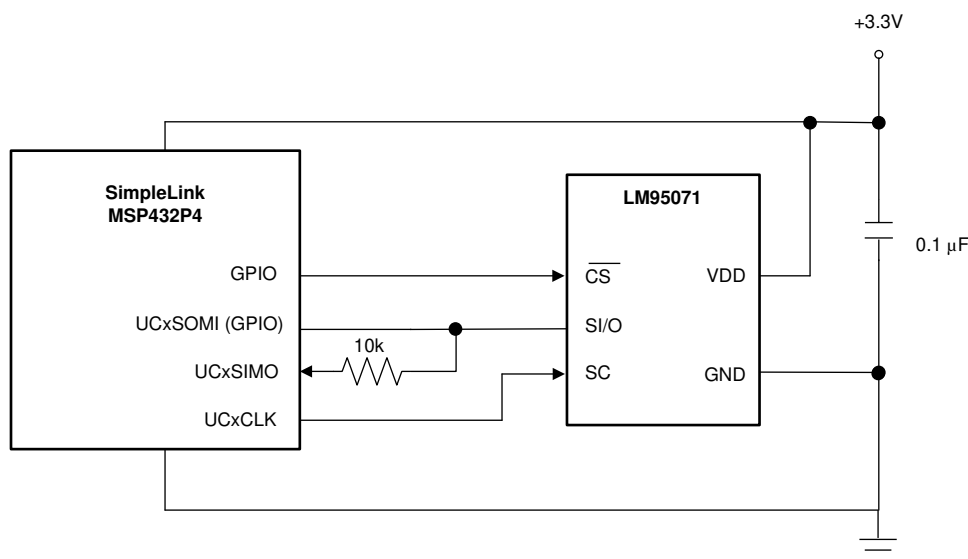 +3.3V
SimpleLink
MSP432P4
LM95071
0.1 μF
GPIO
CS
VDD
UCxSOMI (GPIO)
SI/O
10k
UCxSIMO
SC
GND
UCxCLK